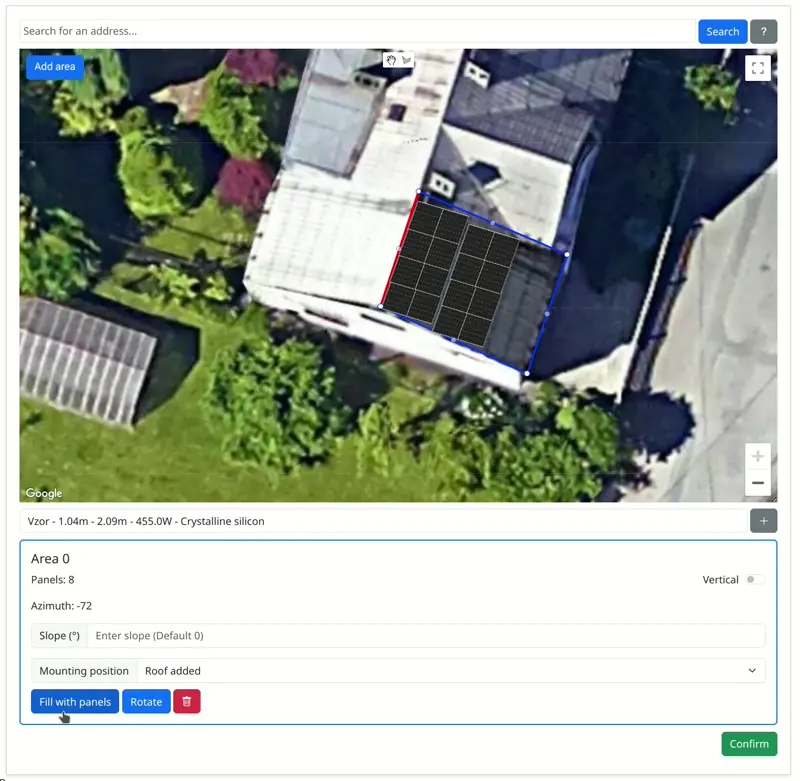 Search for an address...
Search
?
Add area
Google
Vzor - 1.04m - 2.09m - 455.0W - Crystalline silicon
+
Area 0
Panels: 8
Vertical
Azimuth: -72
Slope (°)
Enter slope (Default 0)
Mounting position
Roof added
Fill with panels
Rotate
Confirm